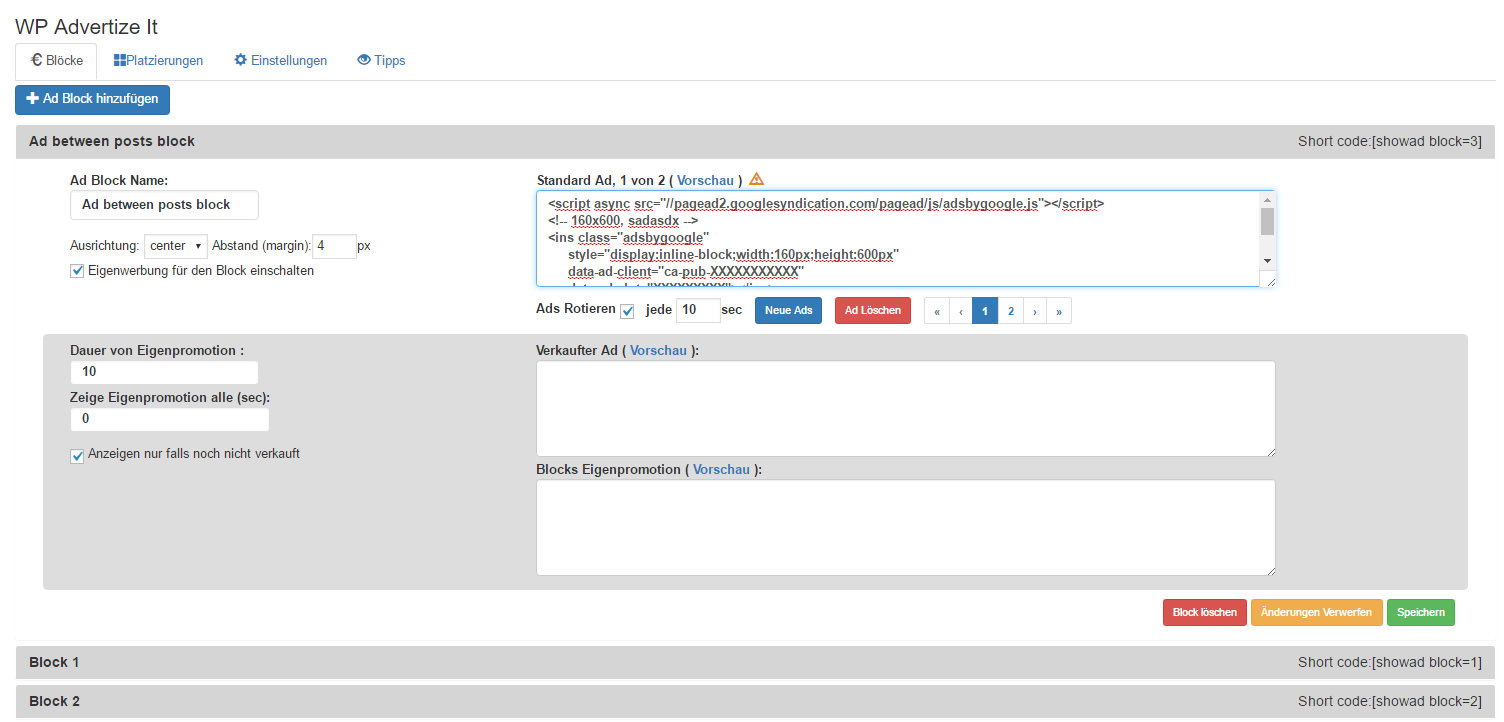 WP Advertize It
€ Blöcke Platzierungen Einstellungen Tipps
Ad Block hinzufügen
Ad between posts block Short code:[showad block=3]
Ad Block Name:
Ad between posts block
Ausrichtung: center Abstand (margin): 4 px
Eigenwerbung für den Block einschalten
Standard Ad, 1 von 2 ( Vorschau )
<script async src="//pagead2.googlesyndication.com/pagead/js/adsbygoogle.js"></script>
<!-- 160x600, sadasdx -->
<ins class="adsbygoogle"
style="display:inline-block;width:160px;height:600px"
data-ad-client="ca-pub-XXXXXXXXXXX"
Ads Rotieren jede 10 sec Neue Ads Ad Löschen « ‹ 1 2 › »
Dauer von Eigenpromotion :
10
Zeige Eigenpromotion alle (sec):
0
Anzeigen nur falls noch nicht verkauft
Verkaufter Ad ( Vorschau ):
Blocks Eigenpromotion ( Vorschau ):
Block löschen Änderungen Verwerfen Speichern
Block 1 Short code:[showad block=1]
Block 2 Short code:[showad block=2]